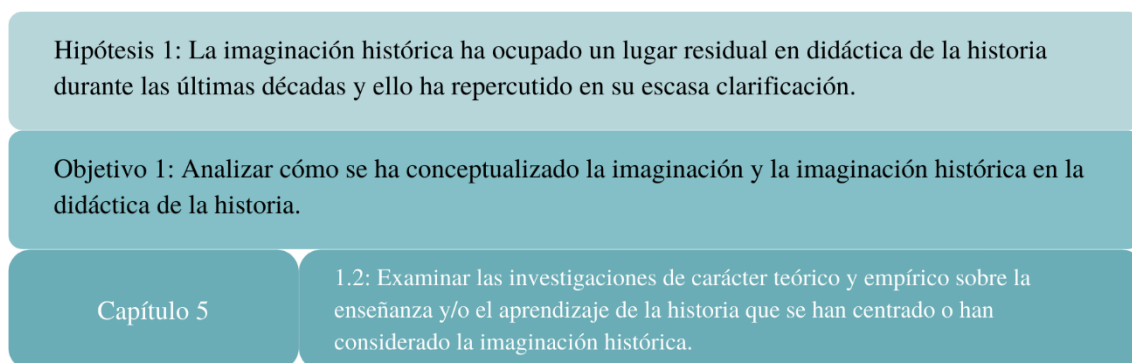 Hipótesis 1: La imaginación histórica ha ocupado un lugar residual en didáctica de la historia
durante las últimas décadas y ello ha repercutido en su escasa clarificación.
Objetivo 1: Analizar cómo se ha conceptualizado la imaginación y la imaginación histórica en la
didáctica de la historia.
Capítulo 5
1.2: Examinar las investigaciones de carácter teórico y empírico sobre la
enseñanza y/o el aprendizaje de la historia que se han centrado o han
considerado la imaginación histórica.